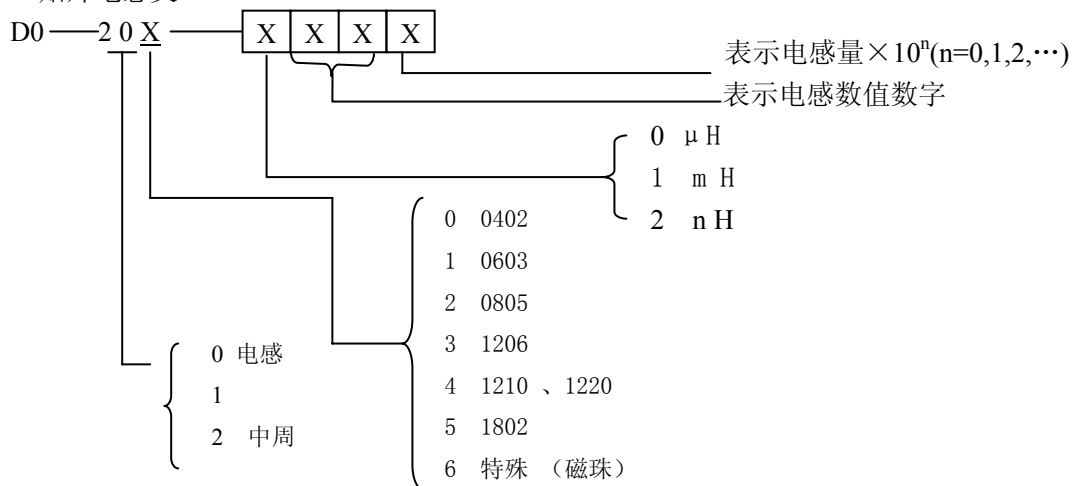 D0 20X X X X X
表示电感量×10ⁿ(n=0,1,2,…)
表示电感数值数字
0 μH
1 mH
2 nH
0 0402
1 0603
2 0805
3 1206
4 1210 、1220
5 1802
6 特殊 （磁珠）
0 电感
1
2 中周